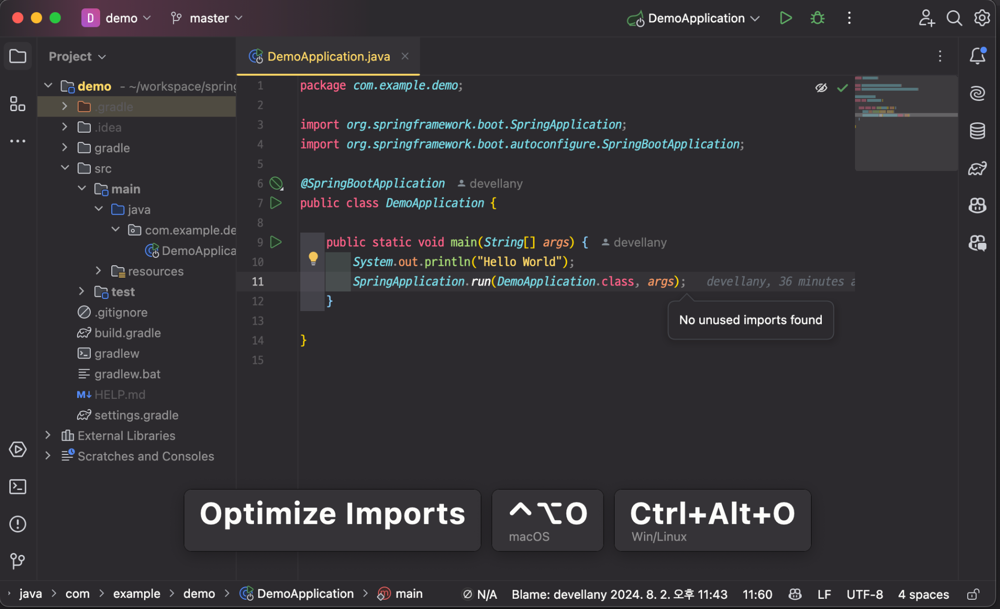 D demo master DemoApplication
Project
DemoApplication.java
demo - ~/workspace/spring
.gradle
.idea
gradle
src
main
java
com.example.de
DemoApplica
resources
test
.gitignore
build.gradle
gradlew
gradlew.bat
M↓ HELP.md
settings.gradle
External Libraries
Scratches and Consoles
1 package com.example.demo;
2
3 import org.springframework.boot.SpringApplication;
4 import org.springframework.boot.autoconfigure.SpringBootApplication;
5
6 @SpringBootApplication devellany
7 public class DemoApplication {
8
9 public static void main(String[] args) { devellany
10 System.out.println("Hello World");
11 SpringApplication.run(DemoApplication.class, args); devellany, 36 minutes a
12 }
13
14 }
15
No unused imports found
Optimize Imports
⌃⌥O
macOS
Ctrl+Alt+O
Win/Linux
java > com > example > demo > DemoApplication > main N/A Blame: devellany 2024. 8. 2. 오후 11:43 11:60 LF UTF-8 4 spaces